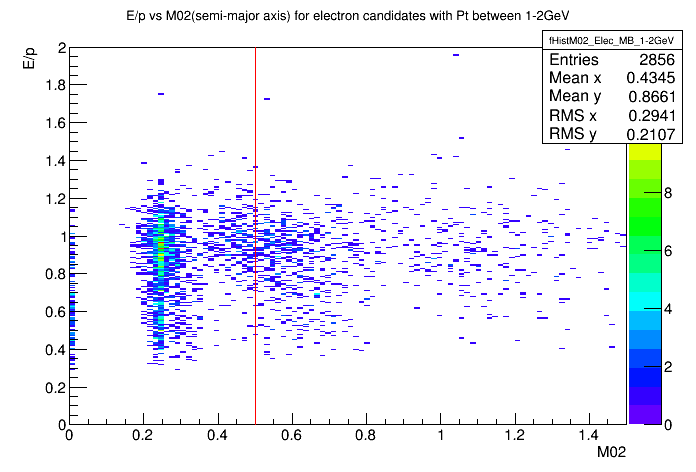 E/p vs M02(semi-major axis) for electron candidates with Pt between 1-2GeV
fHistM02_Elec_MB_1-2GeV
Entries 2856
Mean x 0.4345
Mean y 0.8661
RMS x 0.2941
RMS y 0.2107
E/p
2
1.8
1.6
1.4
1.2
1
0.8
0.6
0.4
0.2
0
0 0.2 0.4 0.6 0.8 1 1.2 1.4
M02
8
6
4
2
0